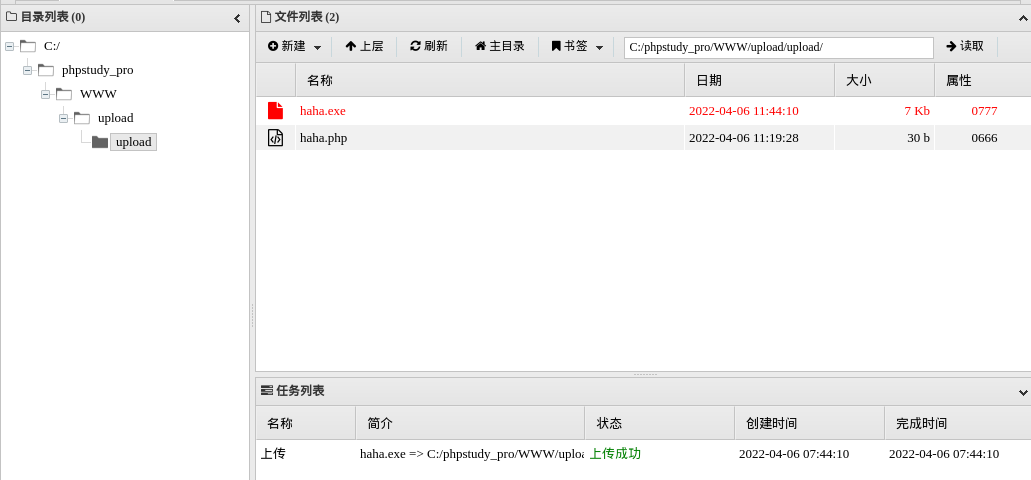 目录列表 (0)
C:/
phpstudy_pro
WWW
upload
upload
文件列表 (2)
新建 上层 刷新 主目录 书签 C:/phpstudy_pro/WWW/upload/upload/ 读取
名称 日期 大小 属性
haha.exe 2022-04-06 11:44:10 7 Kb 0777
haha.php 2022-04-06 11:19:28 30 b 0666
任务列表
名称 简介 状态 创建时间 完成时间
上传 haha.exe => C:/phpstudy_pro/WWW/uploa 上传成功 2022-04-06 07:44:10 2022-04-06 07:44:10